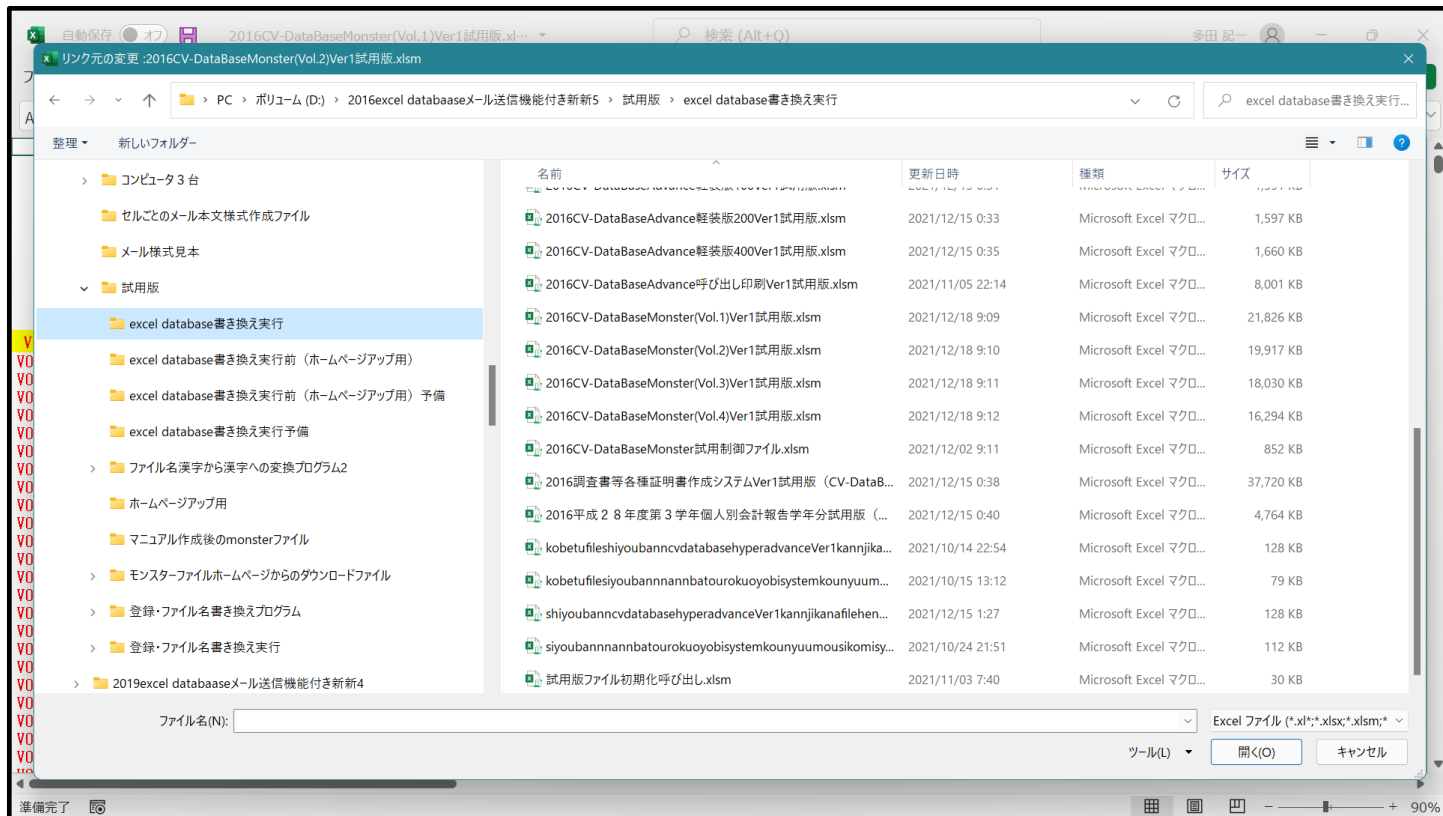 自動保存 オフ 2016CV-DataBaseMonster(Vol.1)Ver1試用版.xl… 検索 (Alt+Q) 多田 記一
リンク元の変更 :2016CV-DataBaseMonster(Vol.2)Ver1試用版.xlsm
PC › ボリューム (D:) › 2016excel databaaseメール送信機能付き新新5 › 試用版 › excel database書き換え実行 excel database書き換え実行...
整理 新しいフォルダー
コンピュータ 3 台
セルごとのメール本文様式作成ファイル
メール様式見本
試用版
excel database書き換え実行
excel database書き換え実行前（ホームページアップ用）
excel database書き換え実行前（ホームページアップ用）予備
excel database書き換え実行予備
ファイル名漢字から漢字への変換プログラム2
ホームページアップ用
マニュアル作成後のmonsterファイル
モンスターファイルホームページからのダウンロードファイル
登録・ファイル名書き換えプログラム
登録・ファイル名書き換え実行
2019excel databaaseメール送信機能付き新新4
名前 更新日時 種類 サイズ
2016CV-DataBaseAdvance軽装版200Ver1試用版.xlsm 2021/12/15 0:33 Microsoft Excel マクロ... 1,597 KB
2016CV-DataBaseAdvance軽装版400Ver1試用版.xlsm 2021/12/15 0:35 Microsoft Excel マクロ... 1,660 KB
2016CV-DataBaseAdvance呼び出し印刷Ver1試用版.xlsm 2021/11/05 22:14 Microsoft Excel マクロ... 8,001 KB
2016CV-DataBaseMonster(Vol.1)Ver1試用版.xlsm 2021/12/18 9:09 Microsoft Excel マクロ... 21,826 KB
2016CV-DataBaseMonster(Vol.2)Ver1試用版.xlsm 2021/12/18 9:10 Microsoft Excel マクロ... 19,917 KB
2016CV-DataBaseMonster(Vol.3)Ver1試用版.xlsm 2021/12/18 9:11 Microsoft Excel マクロ... 18,030 KB
2016CV-DataBaseMonster(Vol.4)Ver1試用版.xlsm 2021/12/18 9:12 Microsoft Excel マクロ... 16,294 KB
2016CV-DataBaseMonster試用制御ファイル.xlsm 2021/12/02 9:11 Microsoft Excel マクロ... 852 KB
2016調査書等各種証明書作成システムVer1試用版（CV-DataB... 2021/12/15 0:38 Microsoft Excel マクロ... 37,720 KB
2016平成２８年度第３学年個人別会計報告学年分試用版（... 2021/12/15 0:40 Microsoft Excel マクロ... 4,764 KB
kobetufileshiyoubanncvdatabasehyperadvanceVer1kannjika... 2021/10/14 22:54 Microsoft Excel マクロ... 128 KB
kobetufilesiyoubannnannbatourokuoyobisystemkounyuum... 2021/10/15 13:12 Microsoft Excel マクロ... 79 KB
shiyoubanncvdatabasehyperadvanceVer1kannjikanafilehen... 2021/12/15 1:27 Microsoft Excel マクロ... 128 KB
siyoubannnannbatourokuoyobisystemkounyuumousikomisy... 2021/10/24 21:51 Microsoft Excel マクロ... 112 KB
試用版ファイル初期化呼び出し.xlsm 2021/11/03 7:40 Microsoft Excel マクロ... 30 KB
ファイル名(N): Excel ファイル (*.xl*;*.xlsx;*.xlsm;*
ツール(L) 開く(O) キャンセル
準備完了 90%